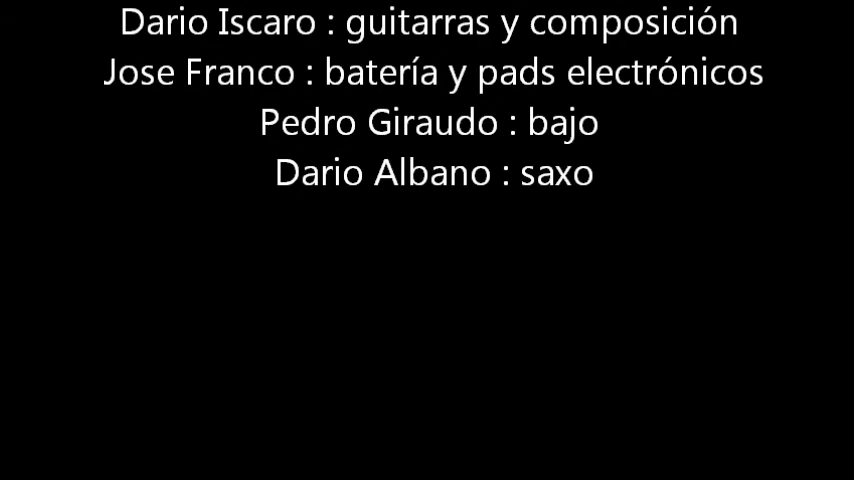 Dario Iscaro : guitarras y composición
Jose Franco : batería y pads electrónicos
Pedro Giraudo : bajo
Dario Albano : saxo